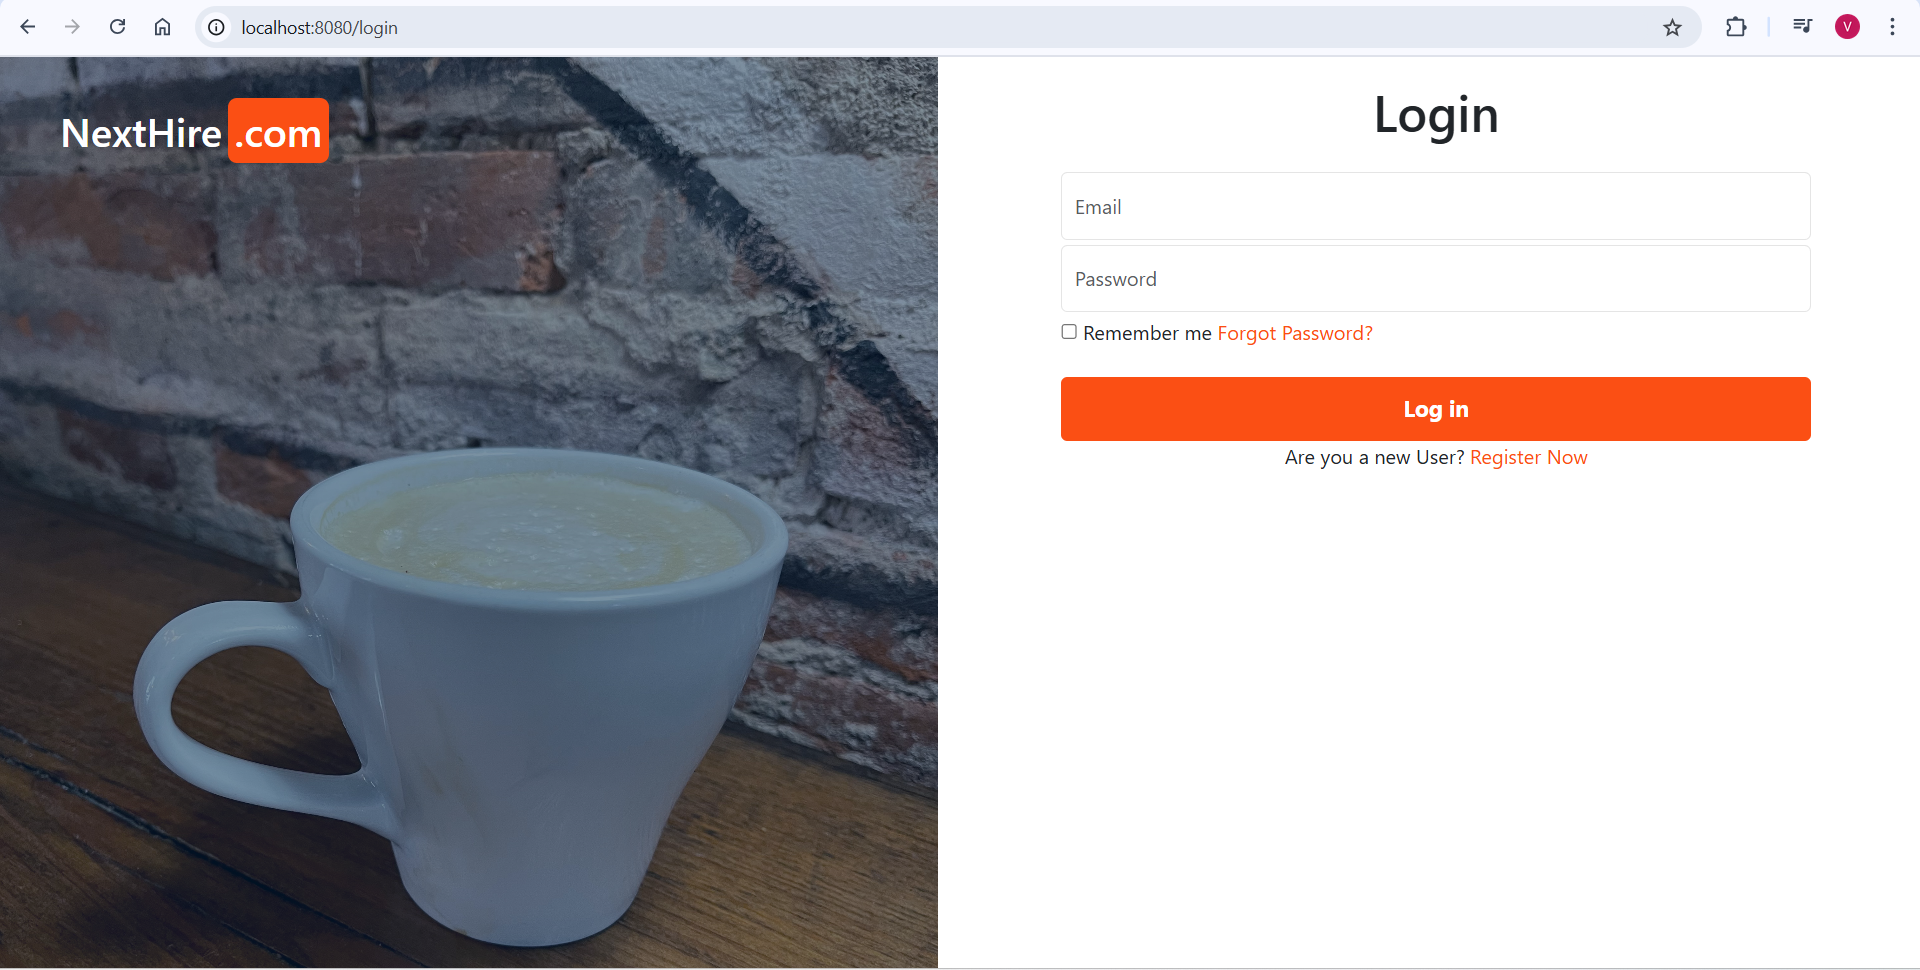 localhost:8080/login
V
NextHire .com
Login
Email
Password
Remember me Forgot Password?
Log in
Are you a new User? Register Now